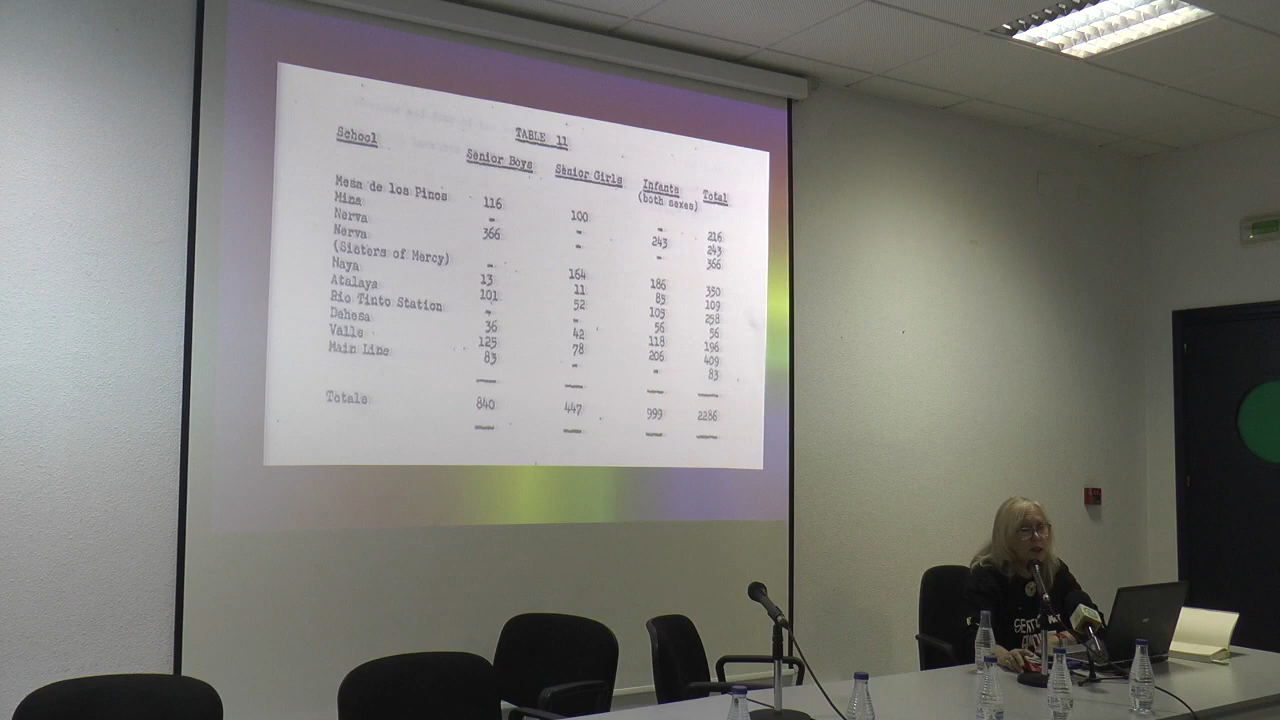 TABLE 11
School Senior Boys Senior Girls Infants (both sexes) Total
Mesa de los Pinos 116 100 - 216
Mina - - 243 243
Nerva 366 - - 366
Nerva
(Sisters of Mercy) - 164 186 350
Naya 13 11 85 109
Atalaya 101 52 105 258
Rio Tinto Station - - 56 56
Dehesa 36 42 118 196
Valle 125 78 206 409
Main Line 83 - - 83
Totals 840 447 999 2286